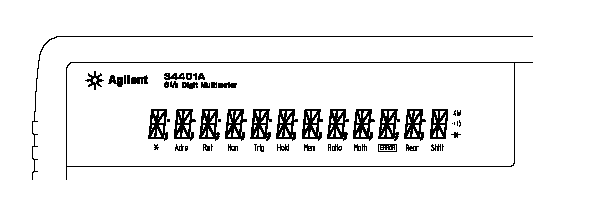 Agilent 34401A
6½ Digit Multimeter
* Adrs Rmt Man Trig Hold Mem Ratio Math ERROR Rear Shift
4W